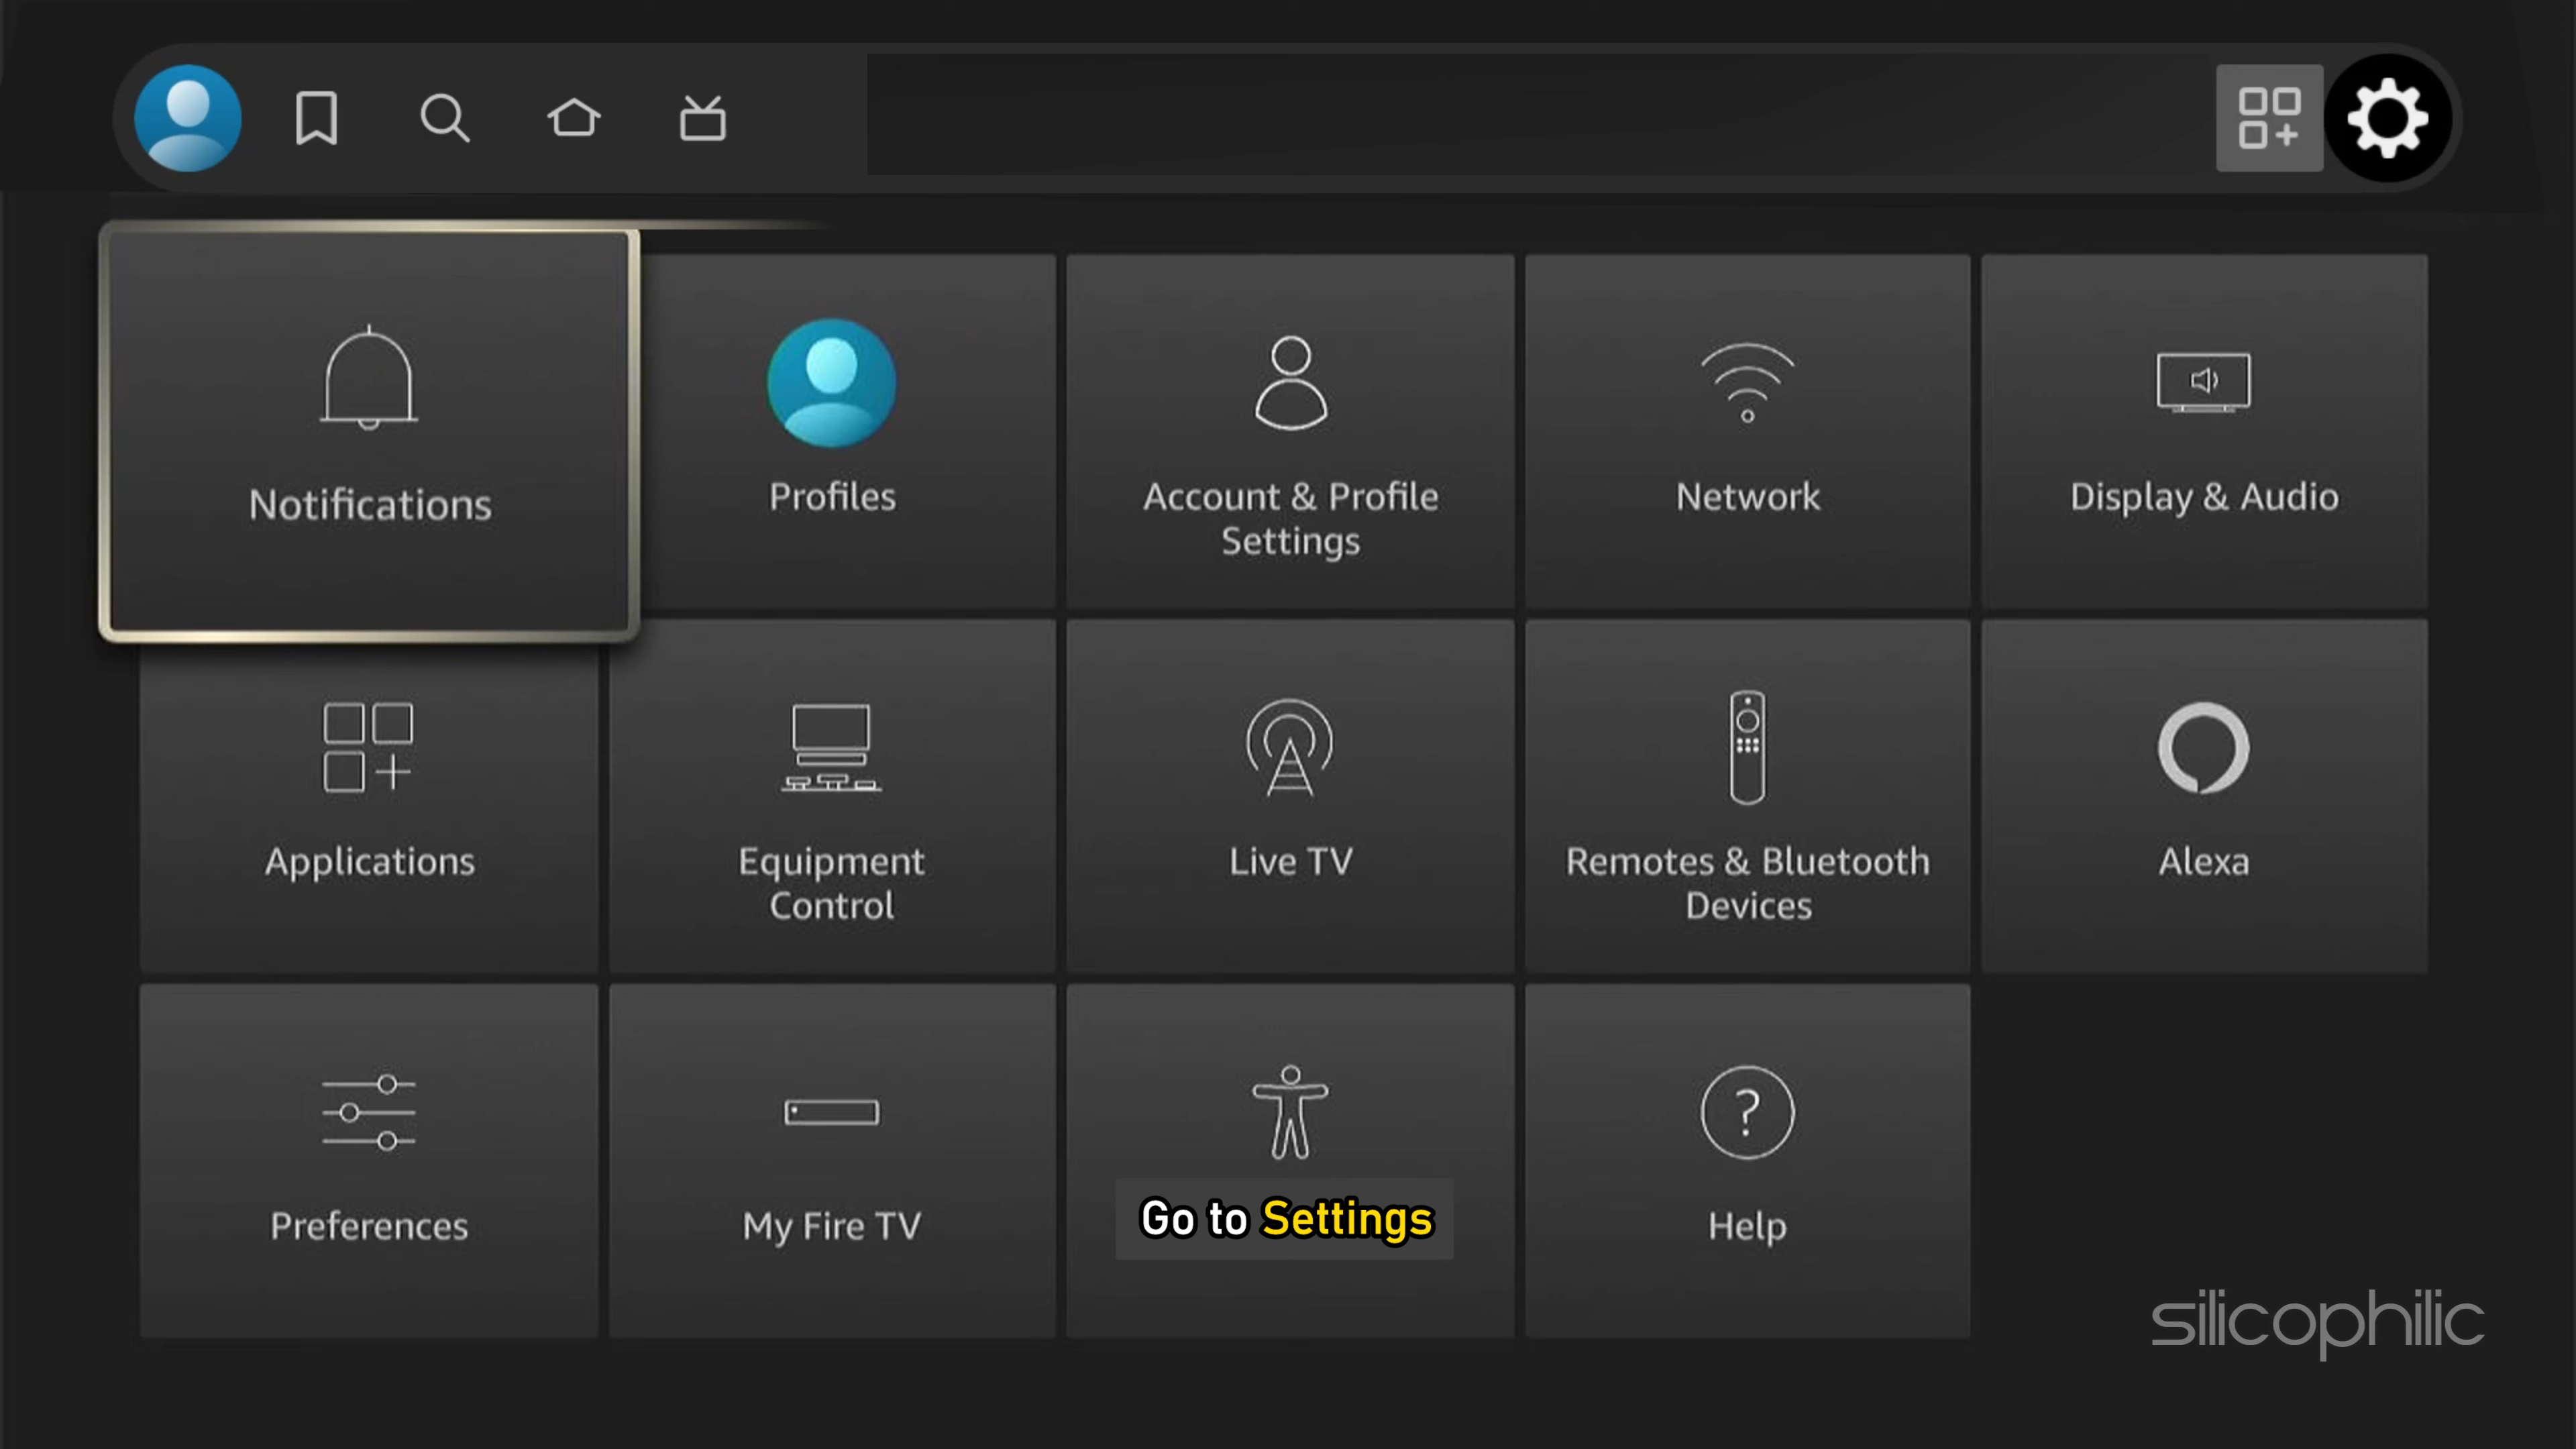 Notifications
Profiles
Account & Profile
Settings
Network
Display & Audio
Applications
Equipment
Control
Live TV
Remotes & Bluetooth
Devices
Alexa
Preferences
My Fire TV
Go to Settings
?
Help
silicophilic